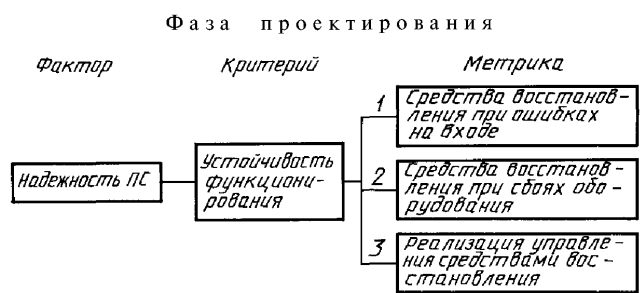 Фаза проектирования
Фактор Критерий Метрика
1 Средства восстанов-
ления при ошибках
на входе
Надежность ПС
Устойчивость
функциони-
рования
2 Средства восстанов-
ления при сбоях обо-
рудования
3 Реализация управле-
ния средствами вос-
становления